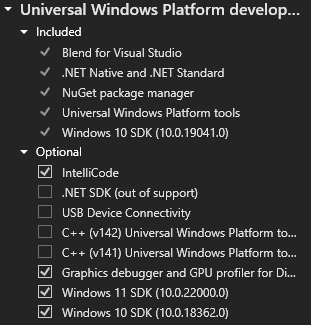 Universal Windows Platform develop...
Included
Blend for Visual Studio
.NET Native and .NET Standard
NuGet package manager
Universal Windows Platform tools
Windows 10 SDK (10.0.19041.0)
Optional
IntelliCode
.NET SDK (out of support)
USB Device Connectivity
C++ (v142) Universal Windows Platform to...
C++ (v141) Universal Windows Platform to...
Graphics debugger and GPU profiler for Di...
Windows 11 SDK (10.0.22000.0)
Windows 10 SDK (10.0.18362.0)